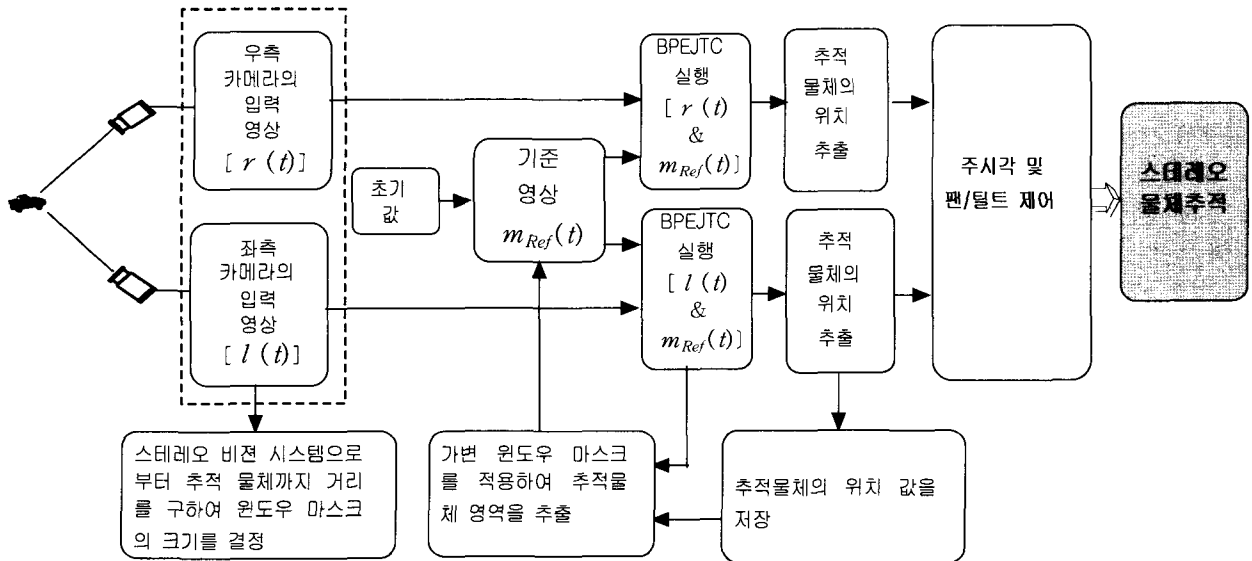 우측
카메라의
입력
영상
[ r (t)]
좌측
카메라의
입력
영상
[ l (t)]
초기
값
기준
영상
m_Ref(t)
BPEJTC
실행
[ r (t)
&
m_Ref(t)]
BPEJTC
실행
[ l (t)
&
m_Ref(t)]
추적
물체의
위치
추출
추적
물체의
위치
추출
주시각 및
팬/틸트 제어
스테레오
물체추적
스테레오 비젼 시스템으로
부터 추적 물체까지 거리
를 구하여 윈도우 마스크
의 크기를 결정
가변 윈도우 마스크
를 적용하여 추적물
체 영역을 추출
추적물체의 위치 값을
저장